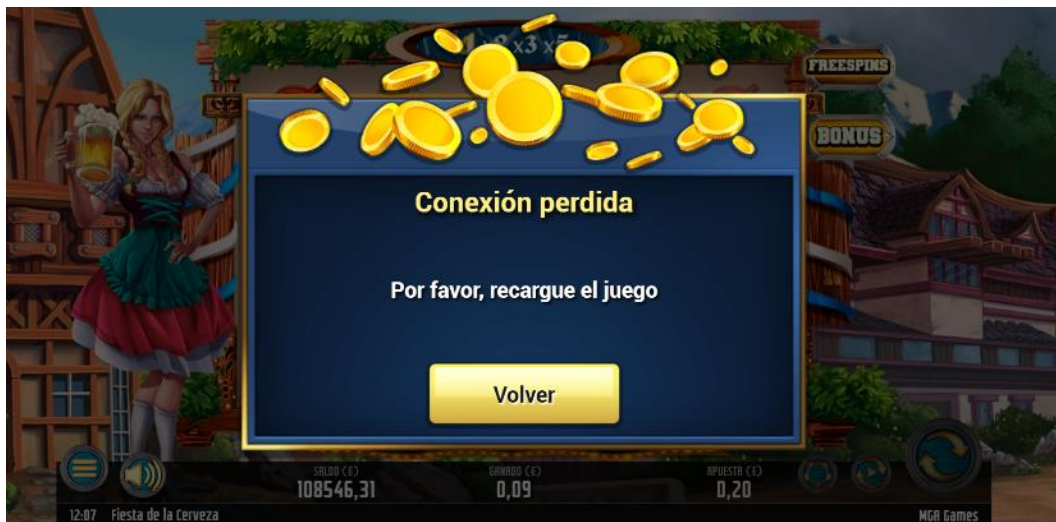 x3
FREESPINS
BONUS
Conexión perdida
Por favor, recargue el juego
Volver
SALDO (€)
108546,31
GANADO (€)
0,09
APUESTA (€)
0,20
12:07 Fiesta de la Cerveza
MGA Games